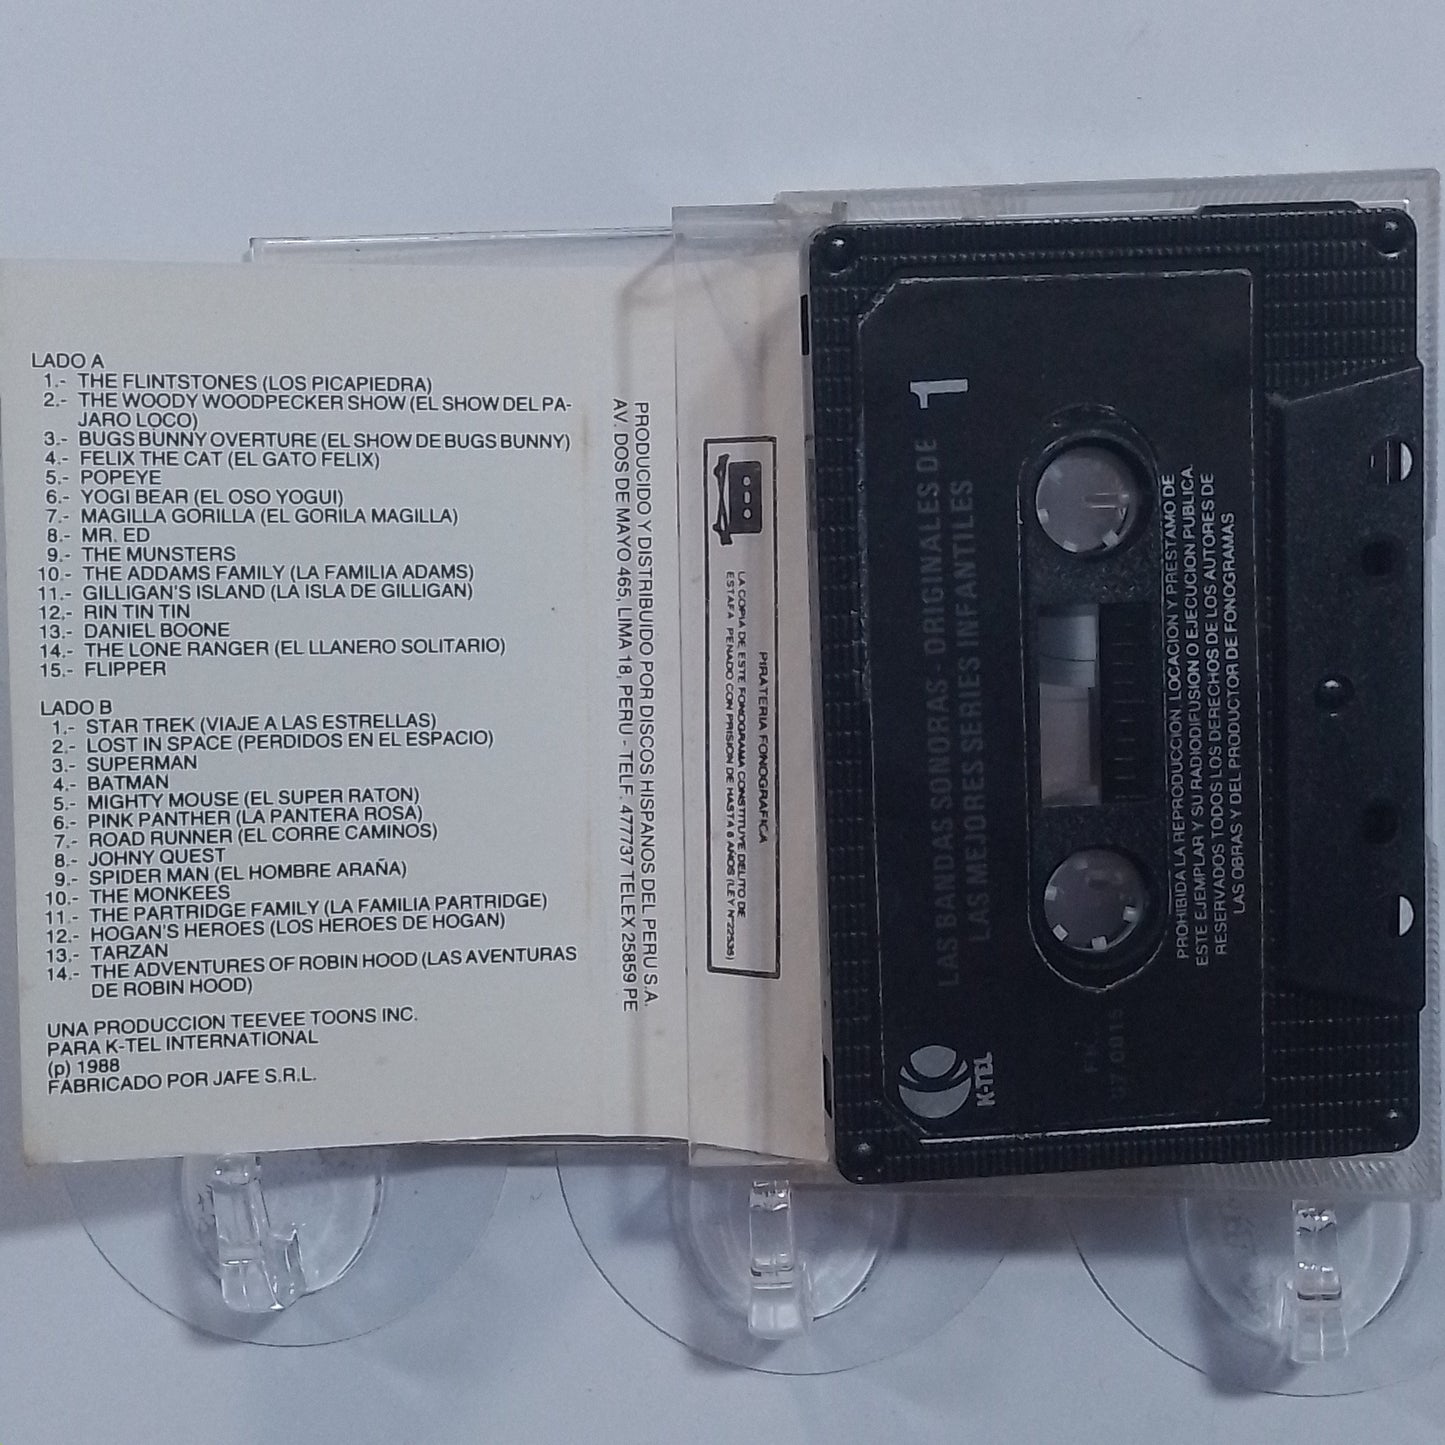 LADO A
1.- THE FLINTSTONES (LOS PICAPIEDRA)
2.- THE WOODY WOODPECKER SHOW (EL SHOW DEL PA-
JARO LOCO)
3.- BUGS BUNNY OVERTURE (EL SHOW DE BUGS BUNNY)
4.- FELIX THE CAT (EL GATO FELIX)
5.- POPEYE
6.- YOGI BEAR (EL OSO YOGUI)
7.- MAGILLA GORILLA (EL GORILA MAGILLA)
8.- MR. ED
9.- THE MUNSTERS
10.- THE ADDAMS FAMILY (LA FAMILIA ADAMS)
11.- GILLIGAN'S ISLAND (LA ISLA DE GILLIGAN)
12.- RIN TIN TIN
13.- DANIEL BOONE
14.- THE LONE RANGER (EL LLANERO SOLITARIO)
15.- FLIPPER
LADO B
1.- STAR TREK (VIAJE A LAS ESTRELLAS)
2.- LOST IN SPACE (PERDIDOS EN EL ESPACIO)
3.- SUPERMAN
4.- BATMAN
5.- MIGHTY MOUSE (EL SUPER RATON)
6.- PINK PANTHER (LA PANTERA ROSA)
7.- ROAD RUNNER (EL CORRE CAMINOS)
8.- JOHNY QUEST
9.- SPIDER MAN (EL HOMBRE ARAÑA)
10.- THE MONKEES
11.- THE PARTRIDGE FAMILY (LA FAMILIA PARTRIDGE)
12.- HOGAN'S HEROES (LOS HEROES DE HOGAN)
13.- TARZAN
14.- THE ADVENTURES OF ROBIN HOOD (LAS AVENTURAS
DE ROBIN HOOD)
UNA PRODUCCION TEEVEE TOONS INC.
PARA K-TEL INTERNATIONAL
(p) 1988
FABRICADO POR JAFE S.R.L.
PRODUCIDO Y DISTRIBUIDO POR DISCOS HISPANOS DEL PERU S.A.
AV. DOS DE MAYO 465, LIMA 18, PERU - TELF. 477737 TELEX 25859 PE
PIRATERIA FONOGRAFICA
LA COPIA DE ESTE FONOGRAMA CONSTITUYE DELITO DE
ESTAFA PENADO CON PRISION DE HASTA 6 AÑOS (LEY Nº 22535)
K-TEL
LAS BANDAS SONORAS - ORIGINALES DE
LAS MEJORES SERIES INFANTILES
1
PROHIBIDA LA REPRODUCCION, LOCACION Y PRESTAMO DE
ESTE EJEMPLAR Y SU RADIODIFUSION O EJECUCION PUBLICA.
RESERVADOS TODOS LOS DERECHOS DE LOS AUTORES DE
LAS OBRAS Y DEL PRODUCTOR DE FONOGRAMAS